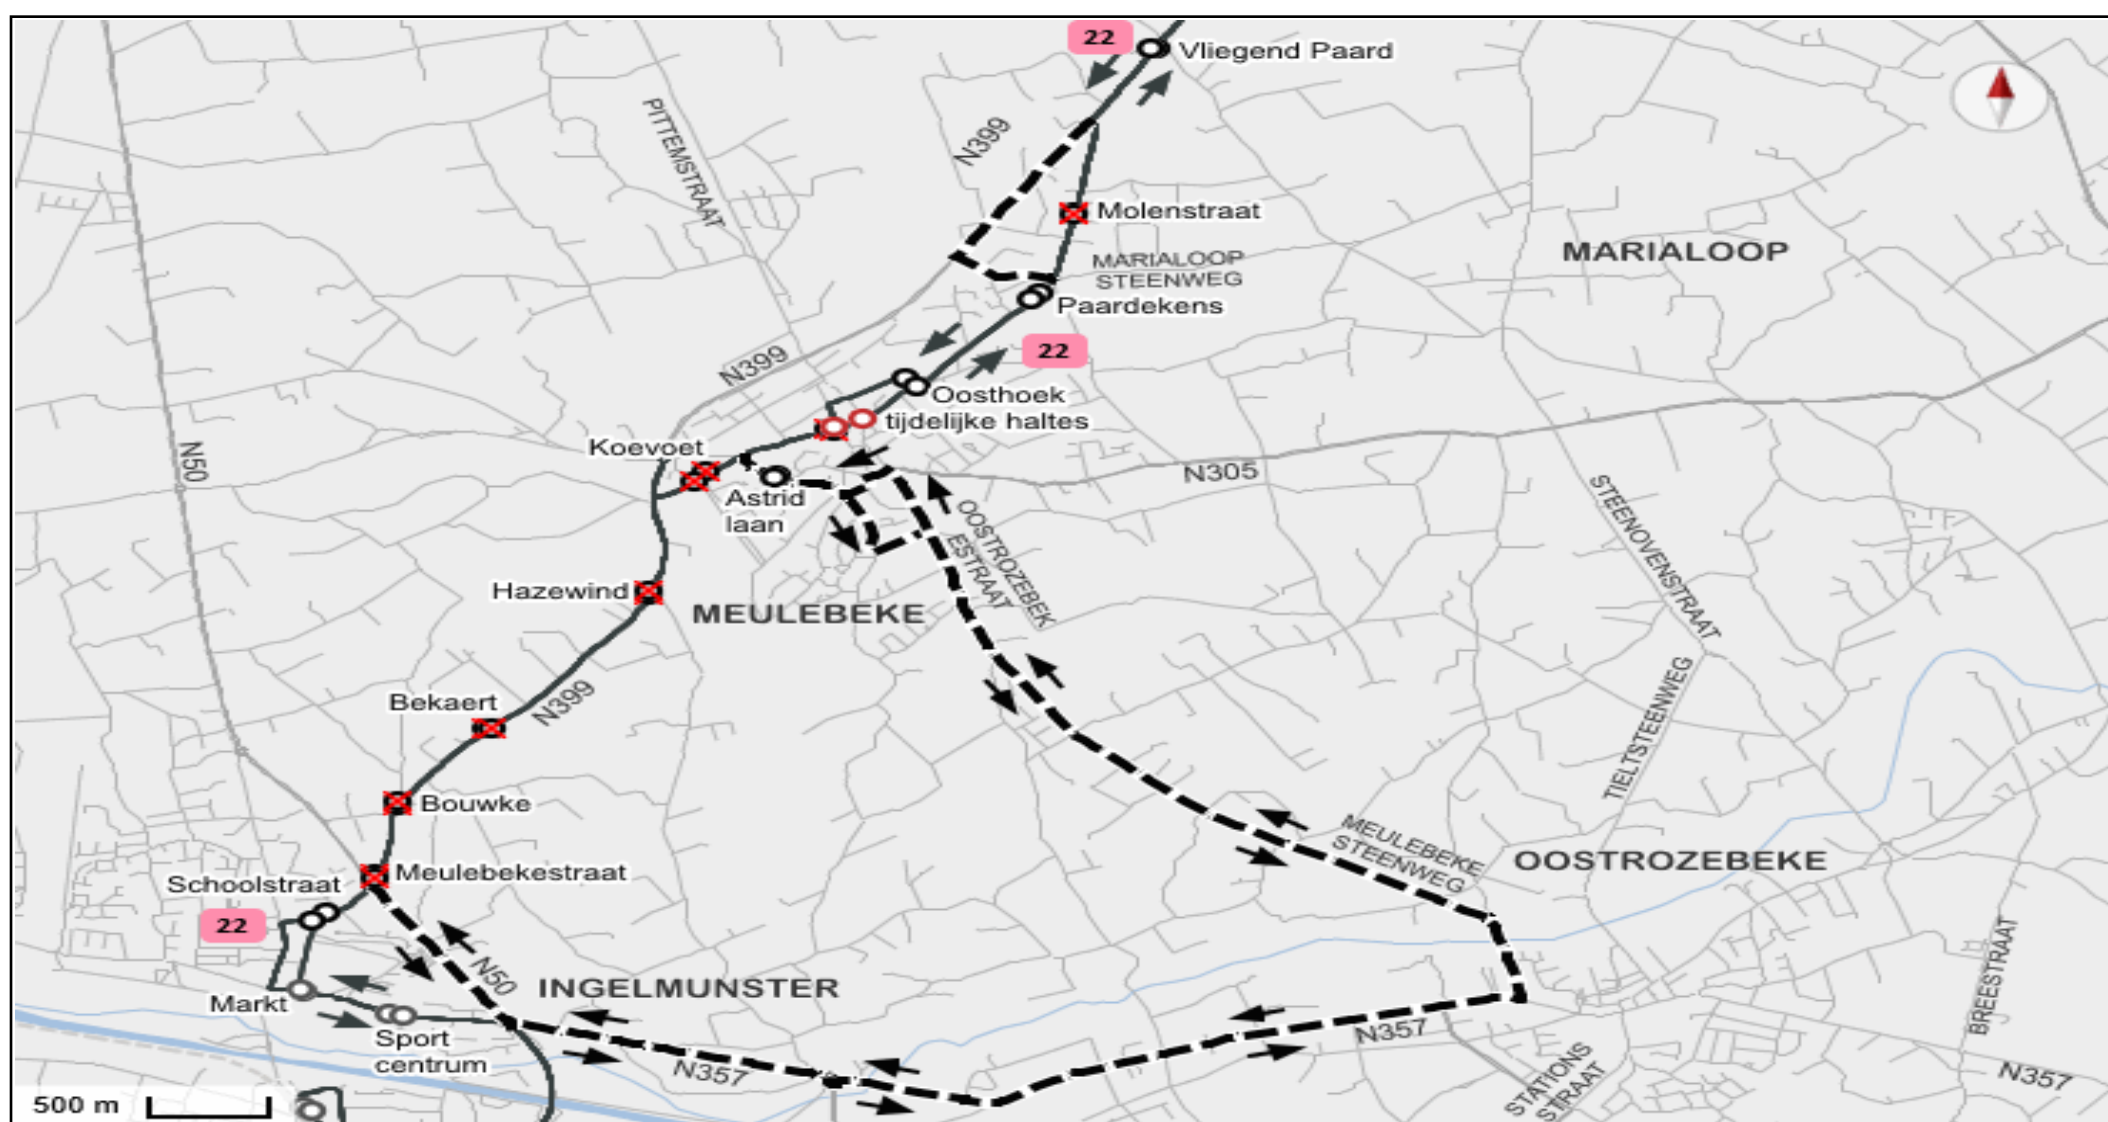 22
Vliegend Paard
N399
PITTEMSTRAAT
Molenstraat
MARIALOOP
MARIALOOP
STEENWEG
Paardekens
22
N399
Oosthoek
tijdelijke haltes
Koevoet
N50
N305
Astrid
laan
OOSTROZEBEK
ESTRAAT
STEENOVENSTRAAT
Hazewind
MEULEBEKE
TIELTSTEENWEG
Bekaert
N399
Bouwke
MEULEBEKE
STEENWEG
OOSTROZEBEKE
Meulebekestraat
Schoolstraat
22
BREESTRAAT
N50
INGELMUNSTER
Markt
Sport
centrum
N357
N357
STATIONS
STRAAT
N357
500 m